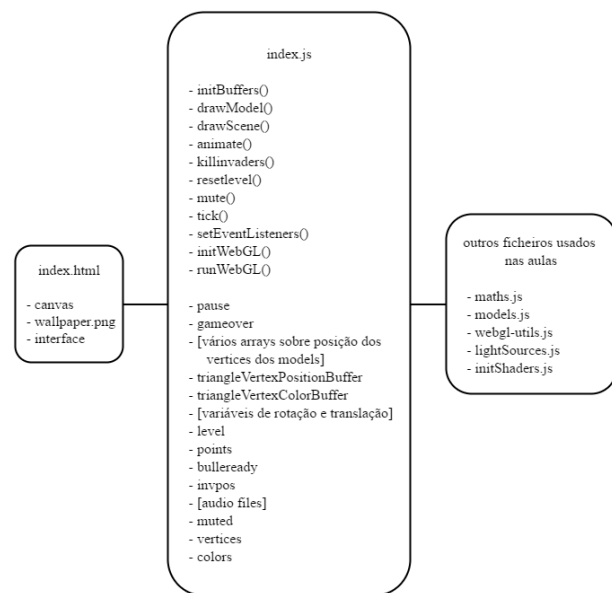 index.html
- canvas
- wallpaper.png
- interface
index.js
- initBuffers()
- drawModel()
- drawScene()
- animate()
- killinvaders()
- resetlevel()
- mute()
- tick()
- setEventListeners()
- initWebGL()
- runWebGL()
- pause
- gameover
- [vários arrays sobre posição dos
vertices dos models]
- triangleVertexPositionBuffer
- triangleVertexColorBuffer
- [variáveis de rotação e translação]
- level
- points
- bulleready
- invpos
- [audio files]
- muted
- vertices
- colors
outros ficheiros usados
nas aulas
- maths.js
- models.js
- webgl-utils.js
- lightSources.js
- initShaders.js